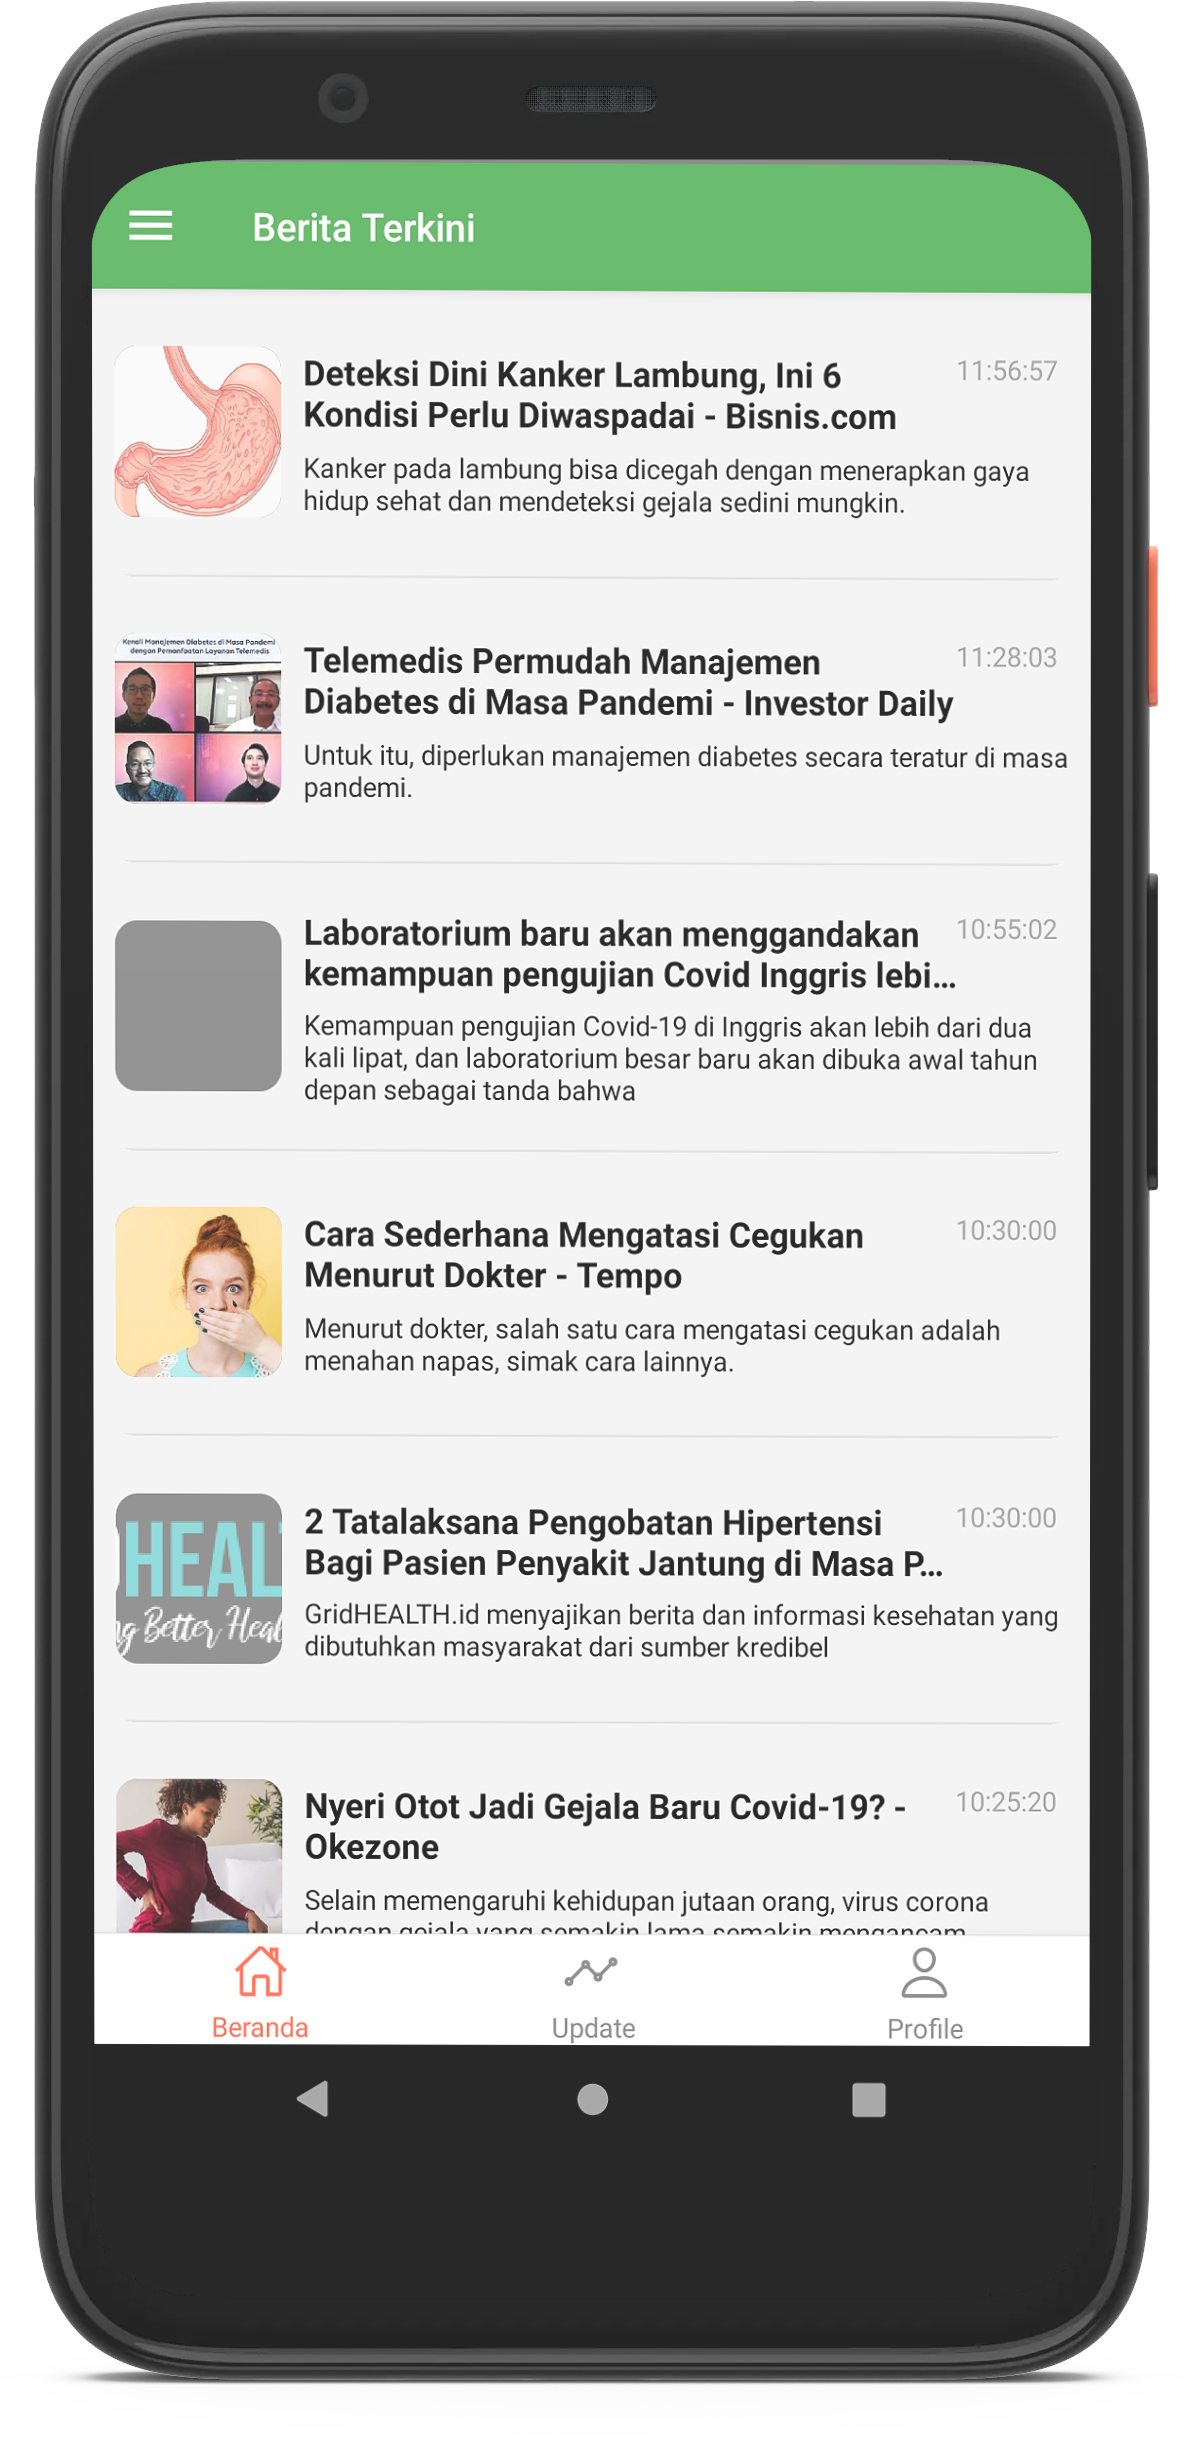 Berita Terkini
Deteksi Dini Kanker Lambung, Ini 6
11:56:57
Kondisi Perlu Diwaspadai - Bisnis.com
Kanker pada lambung bisa dicegah dengan menerapkan gaya
hidup sehat dan mendeteksi gejala sedini mungkin.
Kenali Manajemen Diabetes di Masa Pandemi
dengan Pemanfaatan Layanan Telemedis
Telemedis Permudah Manajemen
11:28:03
Diabetes di Masa Pandemi - Investor Daily
Untuk itu, diperlukan manajemen diabetes secara teratur di masa
pandemi.
Laboratorium baru akan menggandakan
10:55:02
kemampuan pengujian Covid Inggris lebi...
Kemampuan pengujian Covid-19 di Inggris akan lebih dari dua
kali lipat, dan laboratorium besar baru akan dibuka awal tahun
depan sebagai tanda bahwa
Cara Sederhana Mengatasi Cegukan
10:30:00
Menurut Dokter - Tempo
Menurut dokter, salah satu cara mengatasi cegukan adalah
menahan napas, simak cara lainnya.
HEAL
ng Better Heal
2 Tatalaksana Pengobatan Hipertensi
10:30:00
Bagi Pasien Penyakit Jantung di Masa P...
GridHEALTH.id menyajikan berita dan informasi kesehatan yang
dibutuhkan masyarakat dari sumber kredibel
Nyeri Otot Jadi Gejala Baru Covid-19? -
10:25:20
Okezone
Selain memengaruhi kehidupan jutaan orang, virus corona
dengan gejala yang semakin lama semakin mengancam
Beranda
Update
Profile